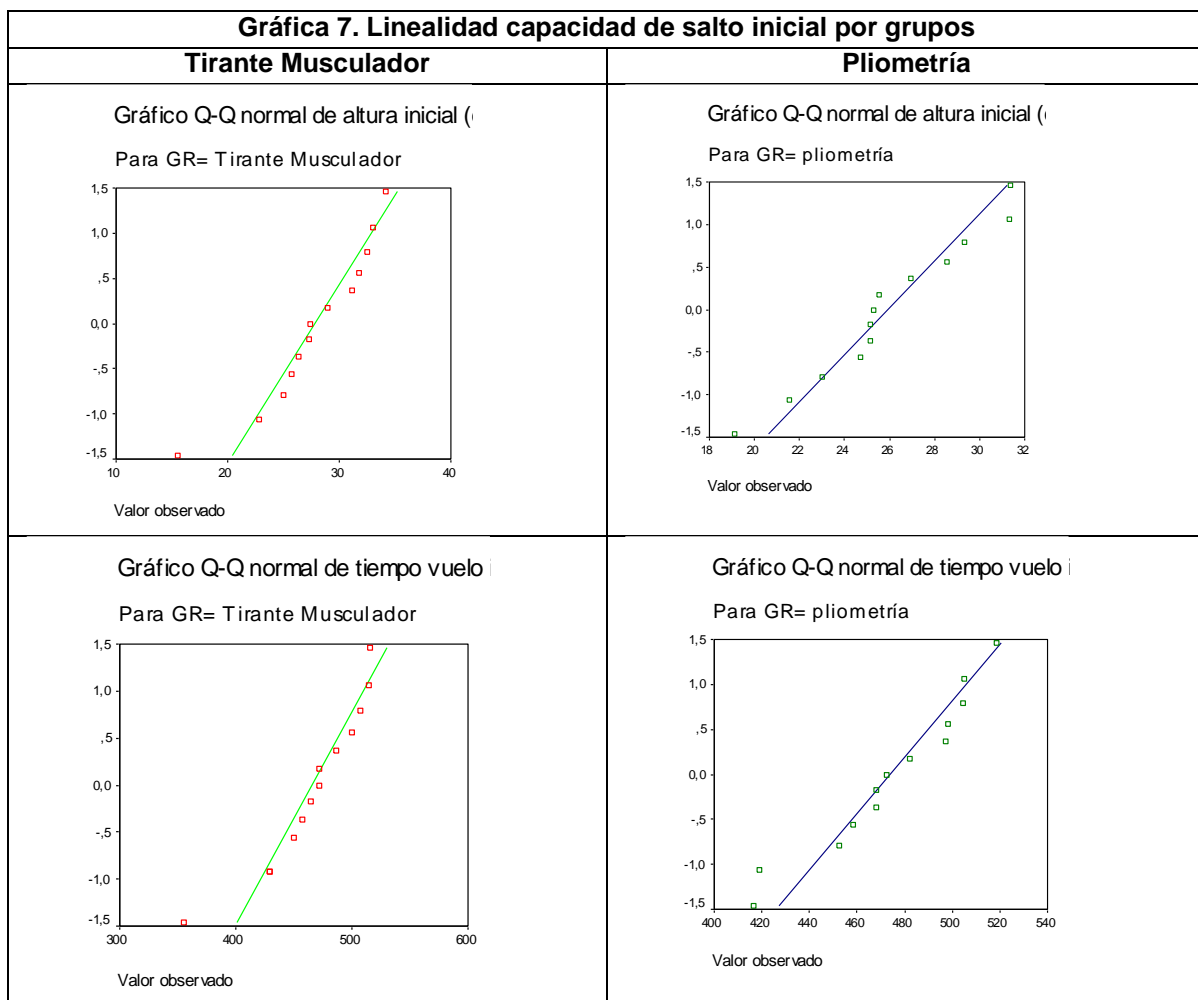 Gráfica 7. Linealidad capacidad de salto inicial por grupos
Tirante Musculador
Pliometría
Gráfico Q-Q normal de altura inicial (
Para GR= Tirante Musculador
1,5
1,0
,5
0,0
-,5
-1,0
-1,5
10 20 30 40
Valor observado
Gráfico Q-Q normal de altura inicial (
Para GR= pliometría
1,5
1,0
,5
0,0
-,5
-1,0
-1,5
18 20 22 24 26 28 30 32
Valor observado
Gráfico Q-Q normal de tiempo vuelo i
Para GR= Tirante Musculador
1,5
1,0
,5
0,0
-,5
-1,0
-1,5
300 400 500 600
Valor observado
Gráfico Q-Q normal de tiempo vuelo i
Para GR= pliometría
1,5
1,0
,5
0,0
-,5
-1,0
-1,5
400 420 440 460 480 500 520 540
Valor observado